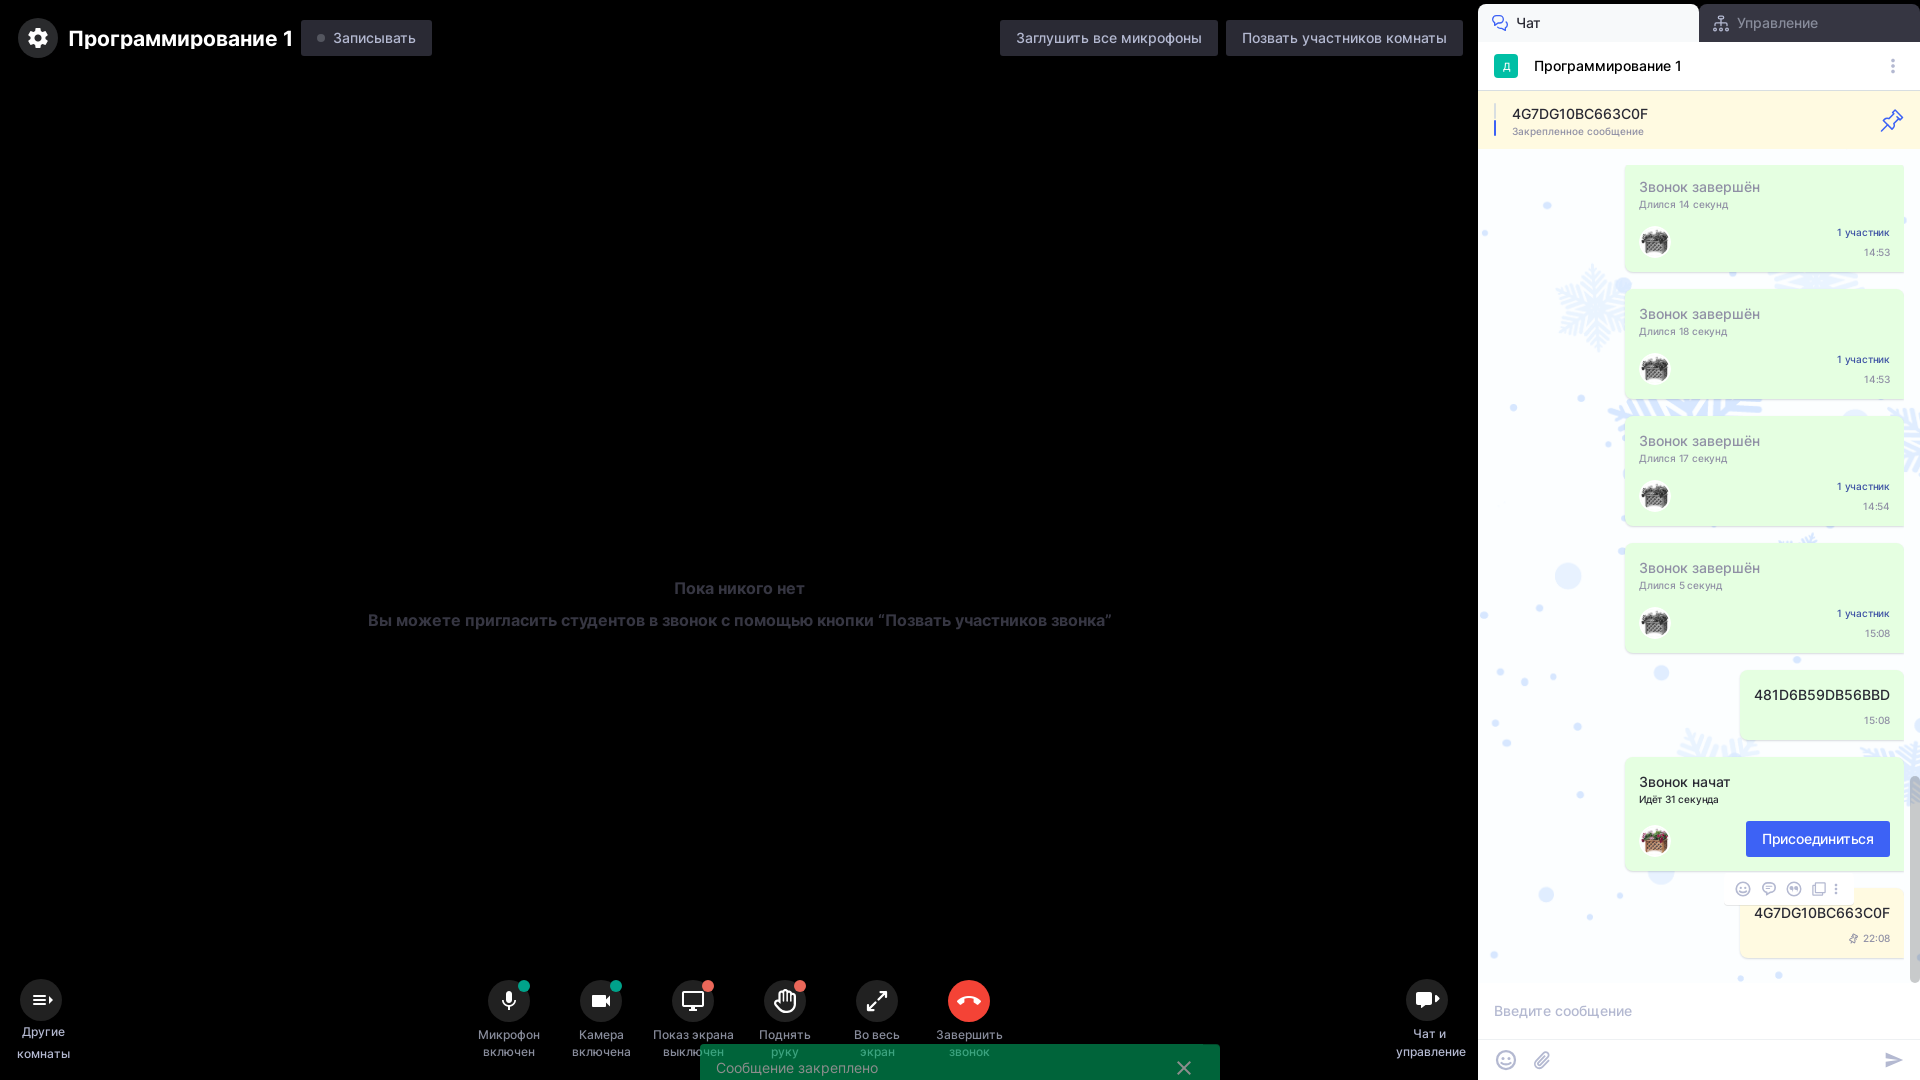 Программирование 1
Записывать
Заглушить все микрофоны
Позвать участников комнаты
Пока никого нет
Вы можете пригласить студентов в звонок с помощью кнопки “Позвать участников звонка”
Другие
комнаты
Микрофон
включен
Камера
включена
Показ экрана
выключен
Поднять
руку
Во весь
экран
Завершить
звонок
Чат и
управление
Сообщение закреплено
Чат
Управление
Д
Программирование 1
4G7DG10BC663C0F
Закрепленное сообщение
Звонок завершён
Длился 14 секунд
1 участник
14:53
Звонок завершён
Длился 18 секунд
1 участник
14:53
Звонок завершён
Длился 17 секунд
1 участник
14:54
Звонок завершён
Длился 5 секунд
1 участник
15:08
481D6B59DB56BBD
15:08
Звонок начат
Идёт 31 секунда
Присоединиться
4G7DG10BC663C0F
22:08
Введите сообщение